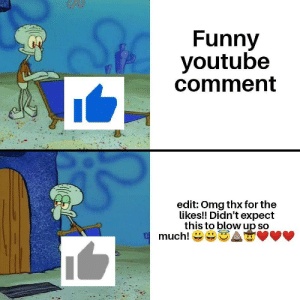 Funny
youtube
comment
edit: Omg thx for the
likes!! Didn't expect
this to blow up so
much! 😀😀😇💩🤠❤❤❤